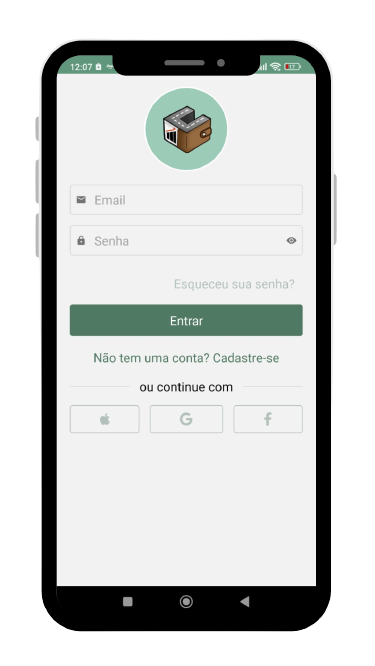 12:07
Email
Senha
Esqueceu sua senha?
Entrar
Não tem uma conta? Cadastre-se
ou continue com
G
f